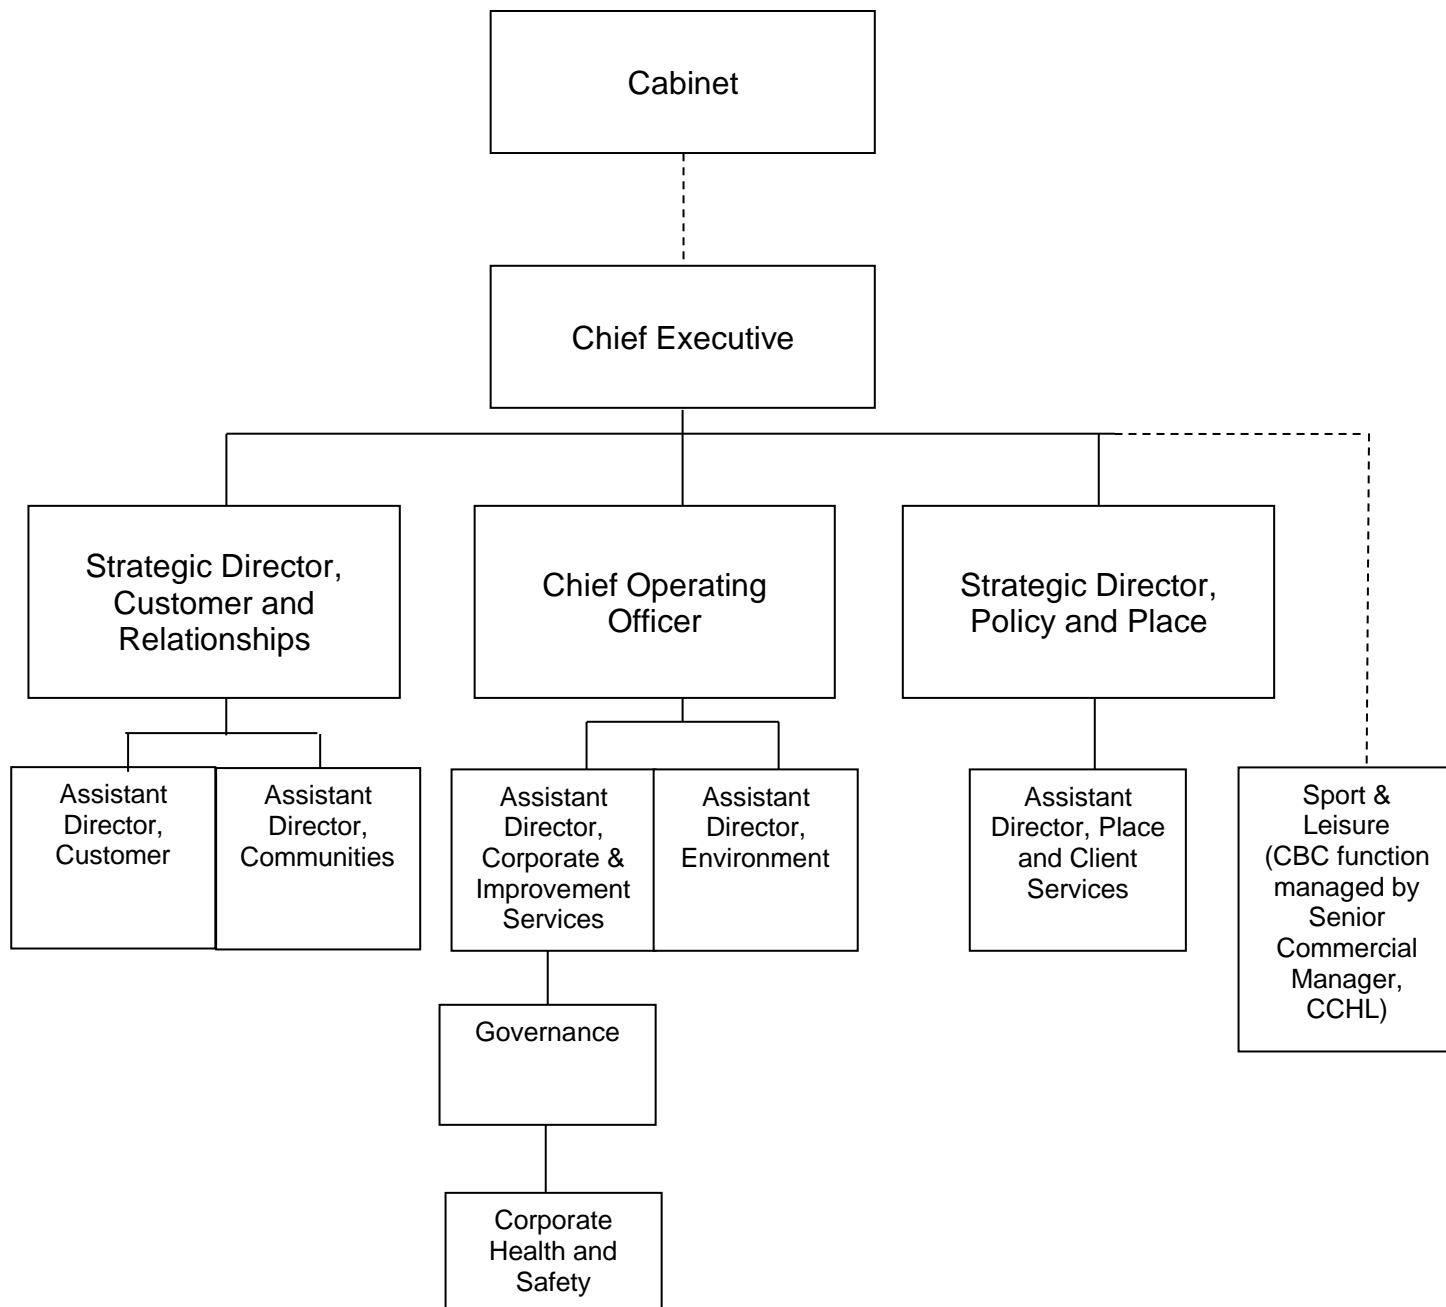 Cabinet
Chief Executive
Strategic Director,
Customer and
Relationships
Chief Operating
Officer
Strategic Director,
Policy and Place
Assistant
Director,
Customer
Assistant
Director,
Communities
Assistant
Director,
Corporate &
Improvement
Services
Assistant
Director,
Environment
Assistant
Director, Place
and Client
Services
Sport &
Leisure
(CBC function
managed by
Senior
Commercial
Manager,
CCHL)
Governance
Corporate
Health and
Safety